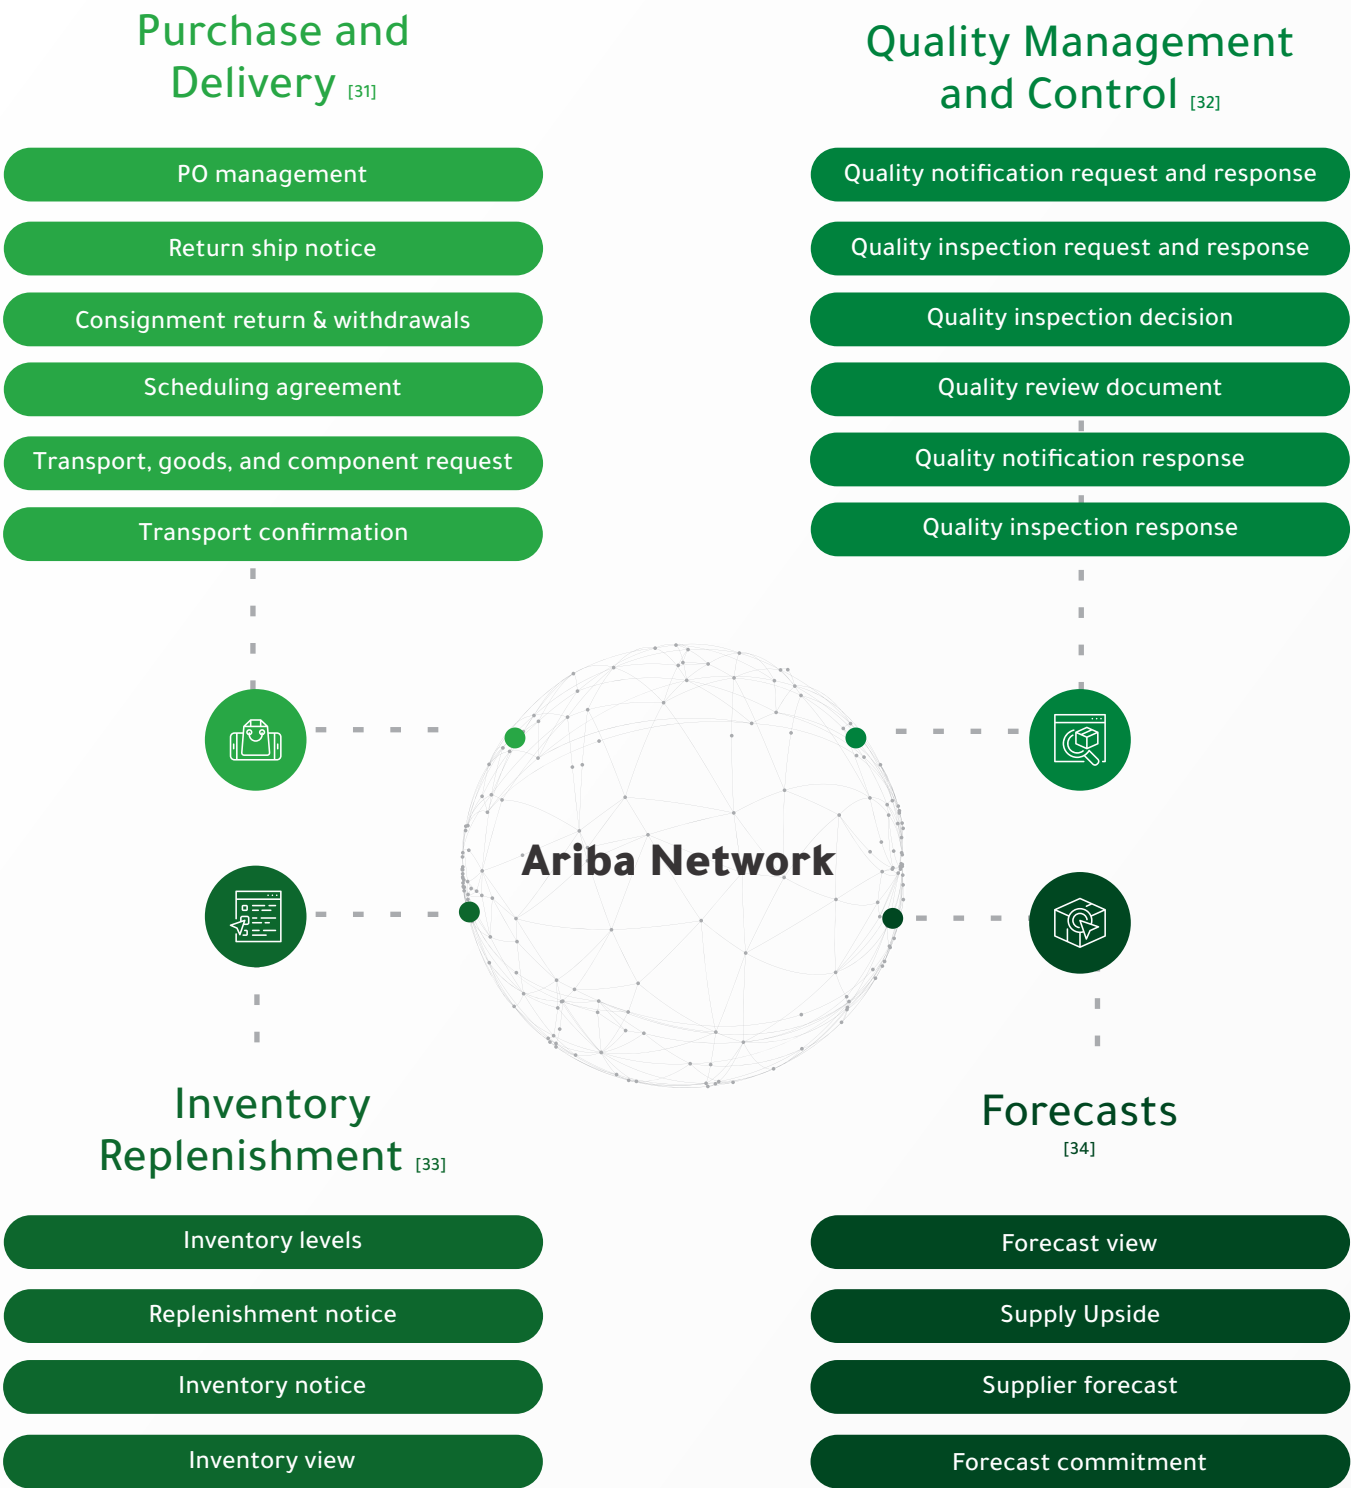 Purchase and
Delivery [31]
PO management
Return ship notice
Consignment return & withdrawals
Scheduling agreement
Transport, goods, and component request
Transport confirmation
Quality Management
and Control [32]
Quality notification request and response
Quality inspection request and response
Quality inspection decision
Quality review document
Quality notification response
Quality inspection response
Ariba Network
Inventory
Replenishment [33]
Inventory levels
Replenishment notice
Inventory notice
Inventory view
Forecasts
[34]
Forecast view
Supply Upside
Supplier forecast
Forecast commitment